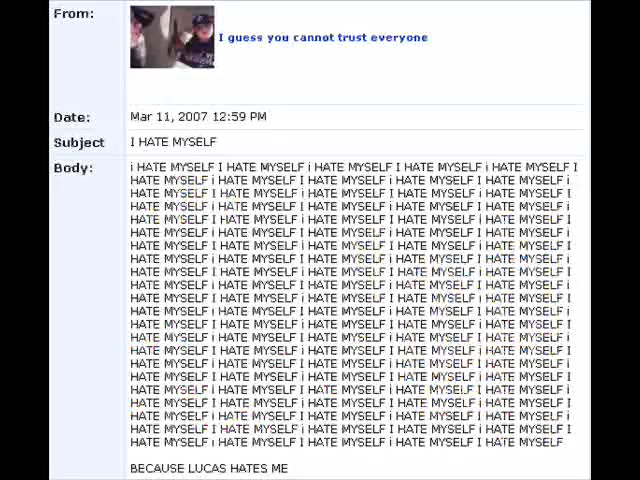 From:
I guess you cannot trust everyone
Date: Mar 11, 2007 12:59 PM
Subject I HATE MYSELF
Body: i HATE MYSELF I HATE MYSELF i HATE MYSELF I HATE MYSELF i HATE MYSELF I
HATE MYSELF i HATE MYSELF I HATE MYSELF i HATE MYSELF I HATE MYSELF i
HATE MYSELF I HATE MYSELF i HATE MYSELF I HATE MYSELF i HATE MYSELF I
HATE MYSELF i HATE MYSELF I HATE MYSELF i HATE MYSELF I HATE MYSELF i
HATE MYSELF I HATE MYSELF i HATE MYSELF I HATE MYSELF i HATE MYSELF I
HATE MYSELF i HATE MYSELF I HATE MYSELF i HATE MYSELF I HATE MYSELF i
HATE MYSELF I HATE MYSELF i HATE MYSELF I HATE MYSELF i HATE MYSELF I
HATE MYSELF i HATE MYSELF I HATE MYSELF i HATE MYSELF I HATE MYSELF i
HATE MYSELF I HATE MYSELF i HATE MYSELF I HATE MYSELF i HATE MYSELF I
HATE MYSELF i HATE MYSELF I HATE MYSELF i HATE MYSELF I HATE MYSELF i
HATE MYSELF I HATE MYSELF i HATE MYSELF I HATE MYSELF i HATE MYSELF I
HATE MYSELF i HATE MYSELF I HATE MYSELF i HATE MYSELF I HATE MYSELF i
HATE MYSELF I HATE MYSELF i HATE MYSELF I HATE MYSELF i HATE MYSELF I
HATE MYSELF i HATE MYSELF I HATE MYSELF i HATE MYSELF I HATE MYSELF i
HATE MYSELF I HATE MYSELF i HATE MYSELF I HATE MYSELF i HATE MYSELF I
HATE MYSELF i HATE MYSELF I HATE MYSELF i HATE MYSELF I HATE MYSELF i
HATE MYSELF I HATE MYSELF i HATE MYSELF I HATE MYSELF i HATE MYSELF I
HATE MYSELF i HATE MYSELF I HATE MYSELF i HATE MYSELF I HATE MYSELF i
HATE MYSELF I HATE MYSELF i HATE MYSELF I HATE MYSELF i HATE MYSELF I
HATE MYSELF i HATE MYSELF I HATE MYSELF i HATE MYSELF I HATE MYSELF i
HATE MYSELF I HATE MYSELF i HATE MYSELF I HATE MYSELF i HATE MYSELF I
HATE MYSELF i HATE MYSELF I HATE MYSELF i HATE MYSELF I HATE MYSELF
BECAUSE LUCAS HATES ME